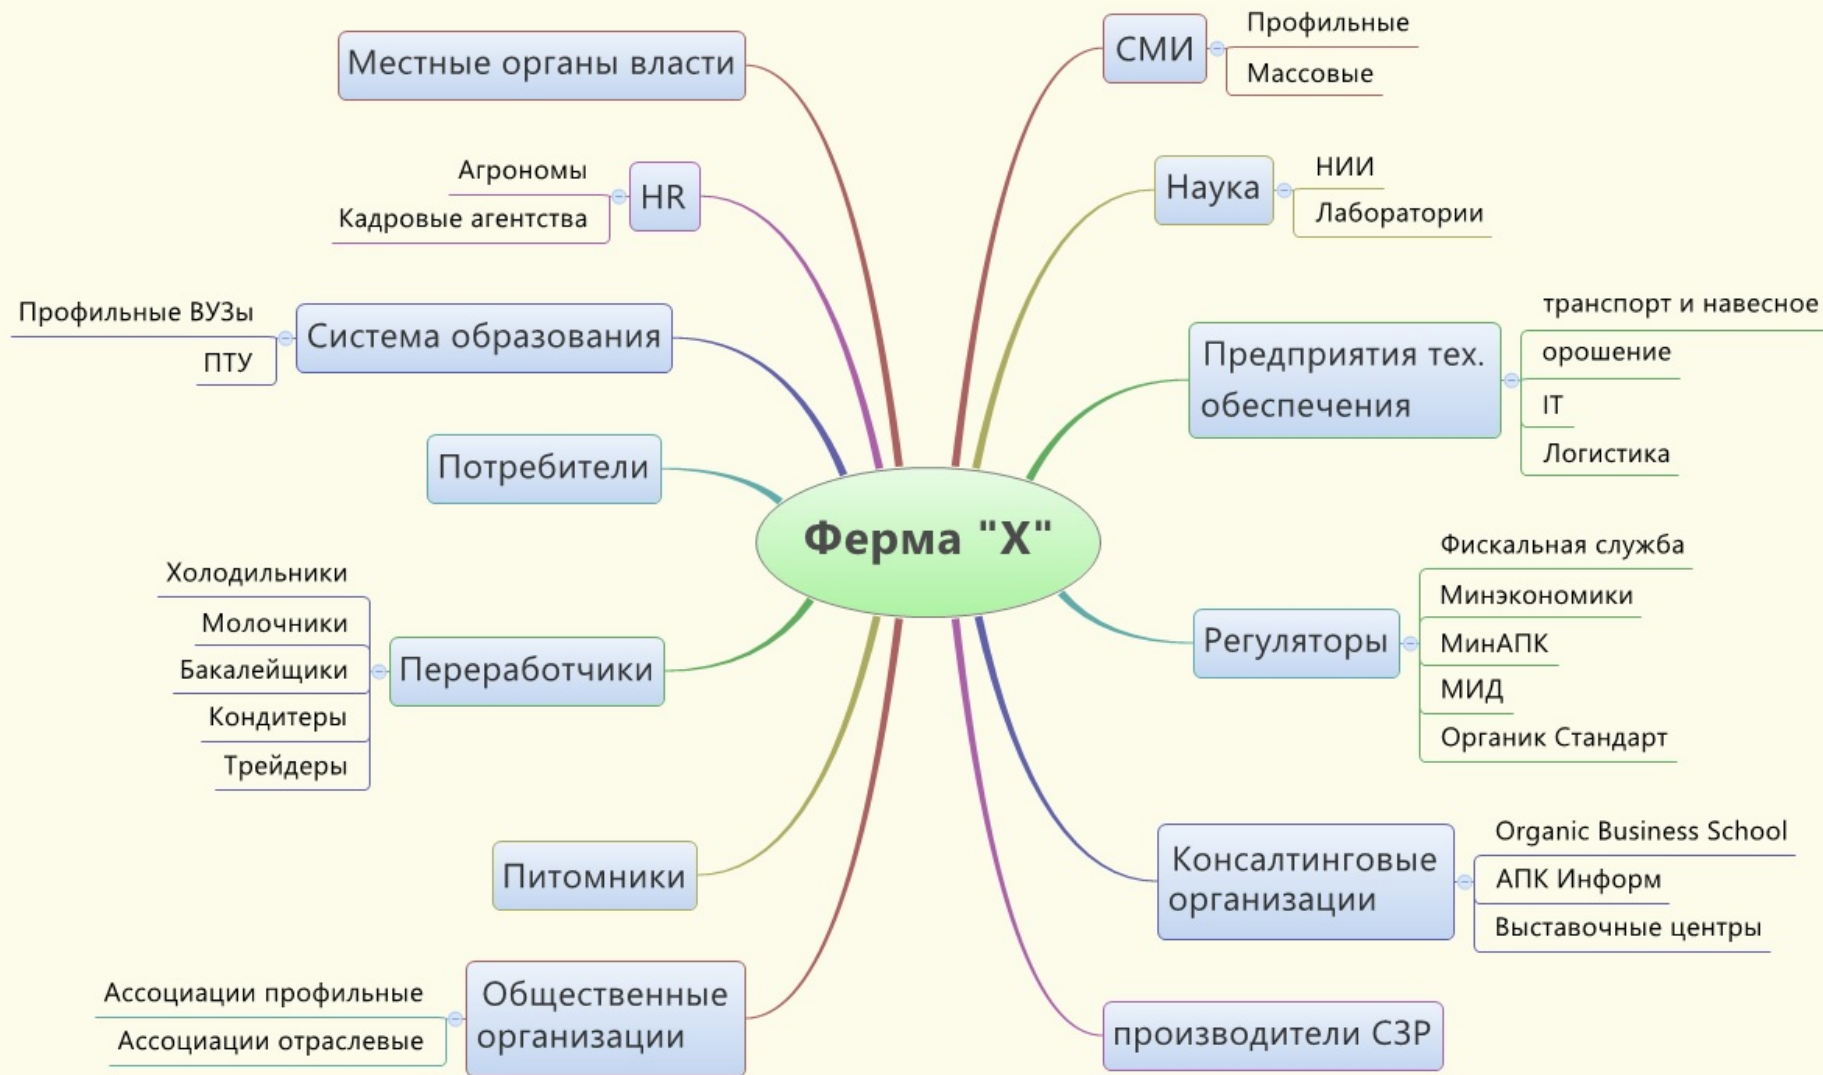 Местные органы власти
Агрономы
Кадровые агентства
HR
Профильные ВУЗы
ПТУ
Система образования
Потребители
Холодильники
Молочники
Бакалейщики
Кондитеры
Трейдеры
Переработчики
Питомники
Ассоциации профильные
Ассоциации отраслевые
Общественные
организации
Ферма "Х"
СМИ
Профильные
Массовые
Наука
НИИ
Лаборатории
Предприятия тех.
обеспечения
транспорт и навесное
орошение
IT
Логистика
Регуляторы
Фискальная служба
Минэкономики
МинАПК
МИД
Органик Стандарт
Консалтинговые
организации
Organic Business School
АПК Информ
Выставочные центры
производители СЗР